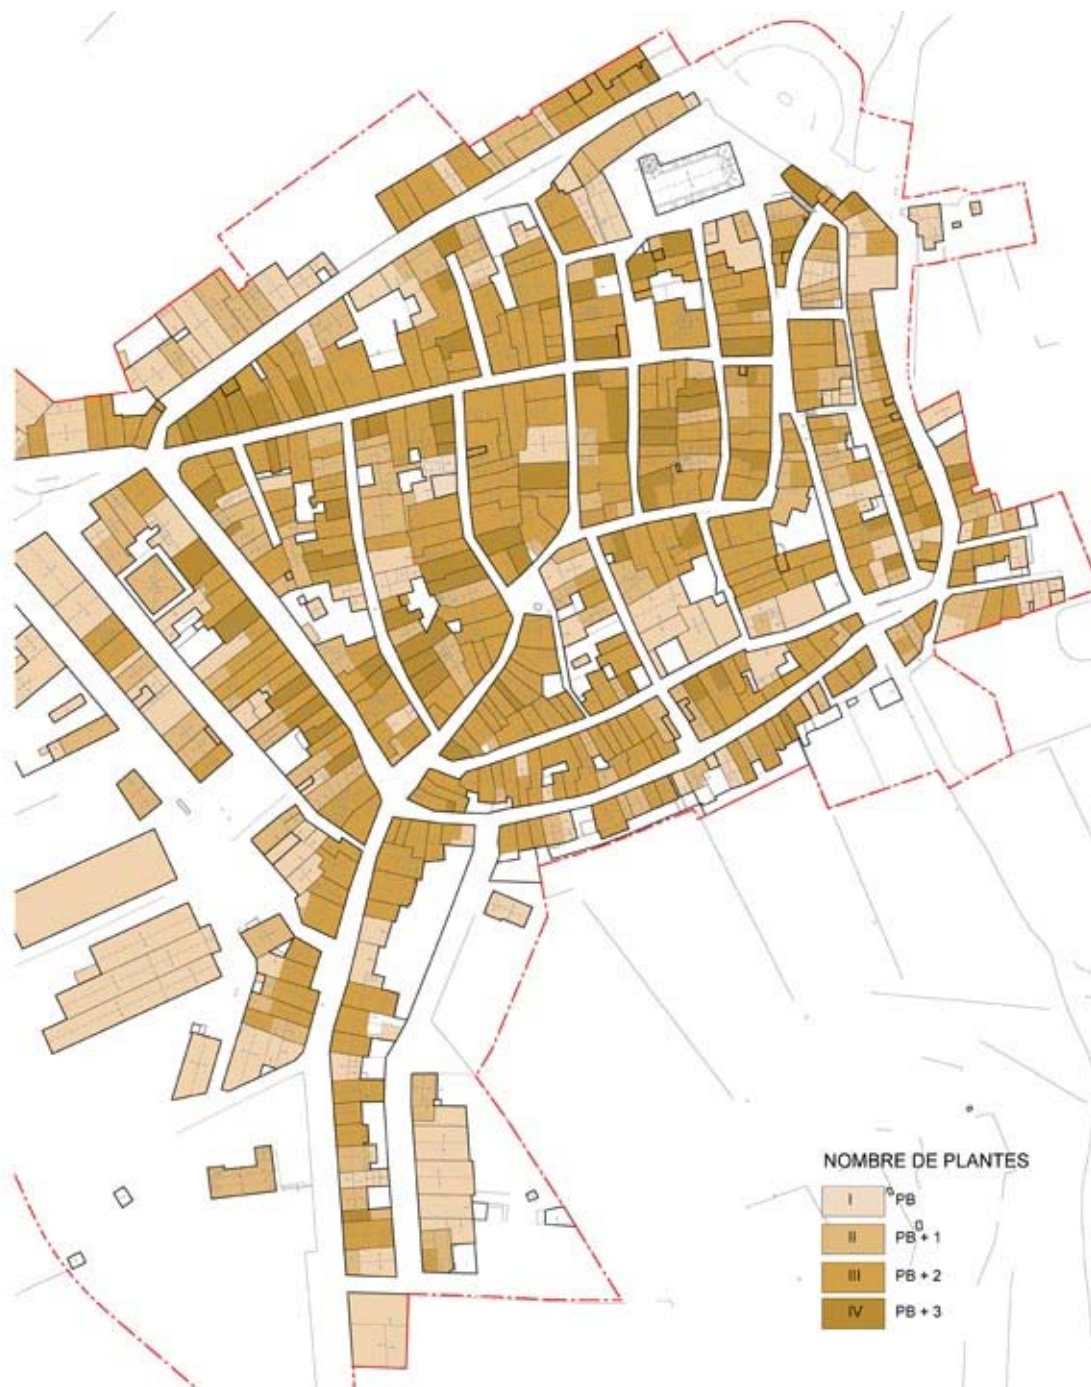 NOMBRE DE PLANTES
I PB
II PB + 1
III PB + 2
IV PB + 3